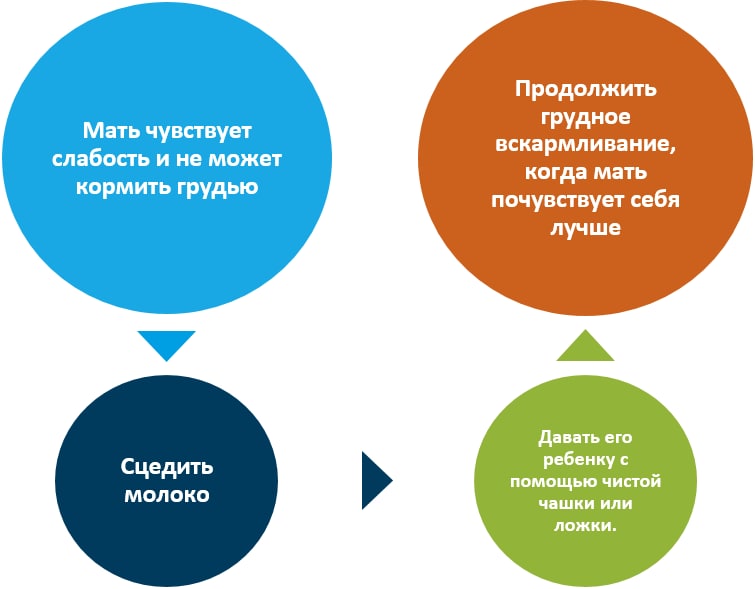 Мать чувствует
слабость и не может
кормить грудью
Сцедить
молоко
Давать его
ребенку с
помощью чистой
чашки или
ложки.
Продолжить
грудное
вскармливание,
когда мать
почувствует себя
лучше